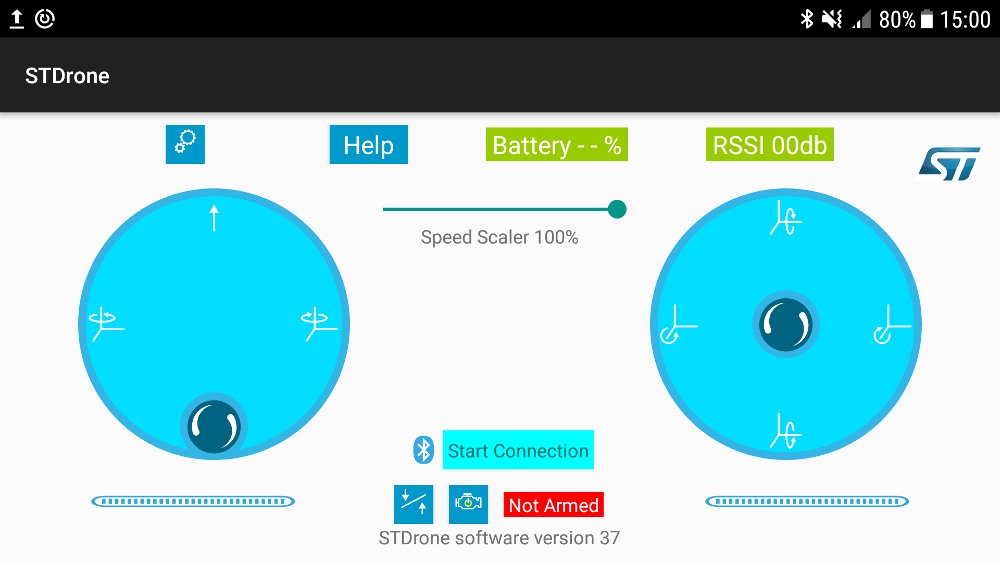 80% 15:00
STDrone
Help
Battery - - %
RSSI 00db
ST
Speed Scaler 100%
Start Connection
Not Armed
STDrone software version 37